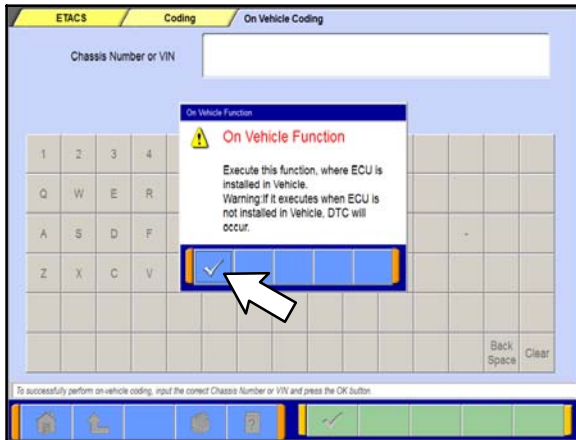 ETACS
Coding
On Vehicle Coding
Chassis Number or VIN
On Vehicle Function
On Vehicle Function
Execute this function, where ECU is
installed in Vehicle.
Warning:If it executes when ECU is
not installed in Vehicle, DTC will
occur.
1 2 3 4
Q W E R
A S D F -
Z X C V
Back
Space Clear
To successfully perform on-vehicle coding, input the correct Chassis Number or VIN and press the OK button.
?